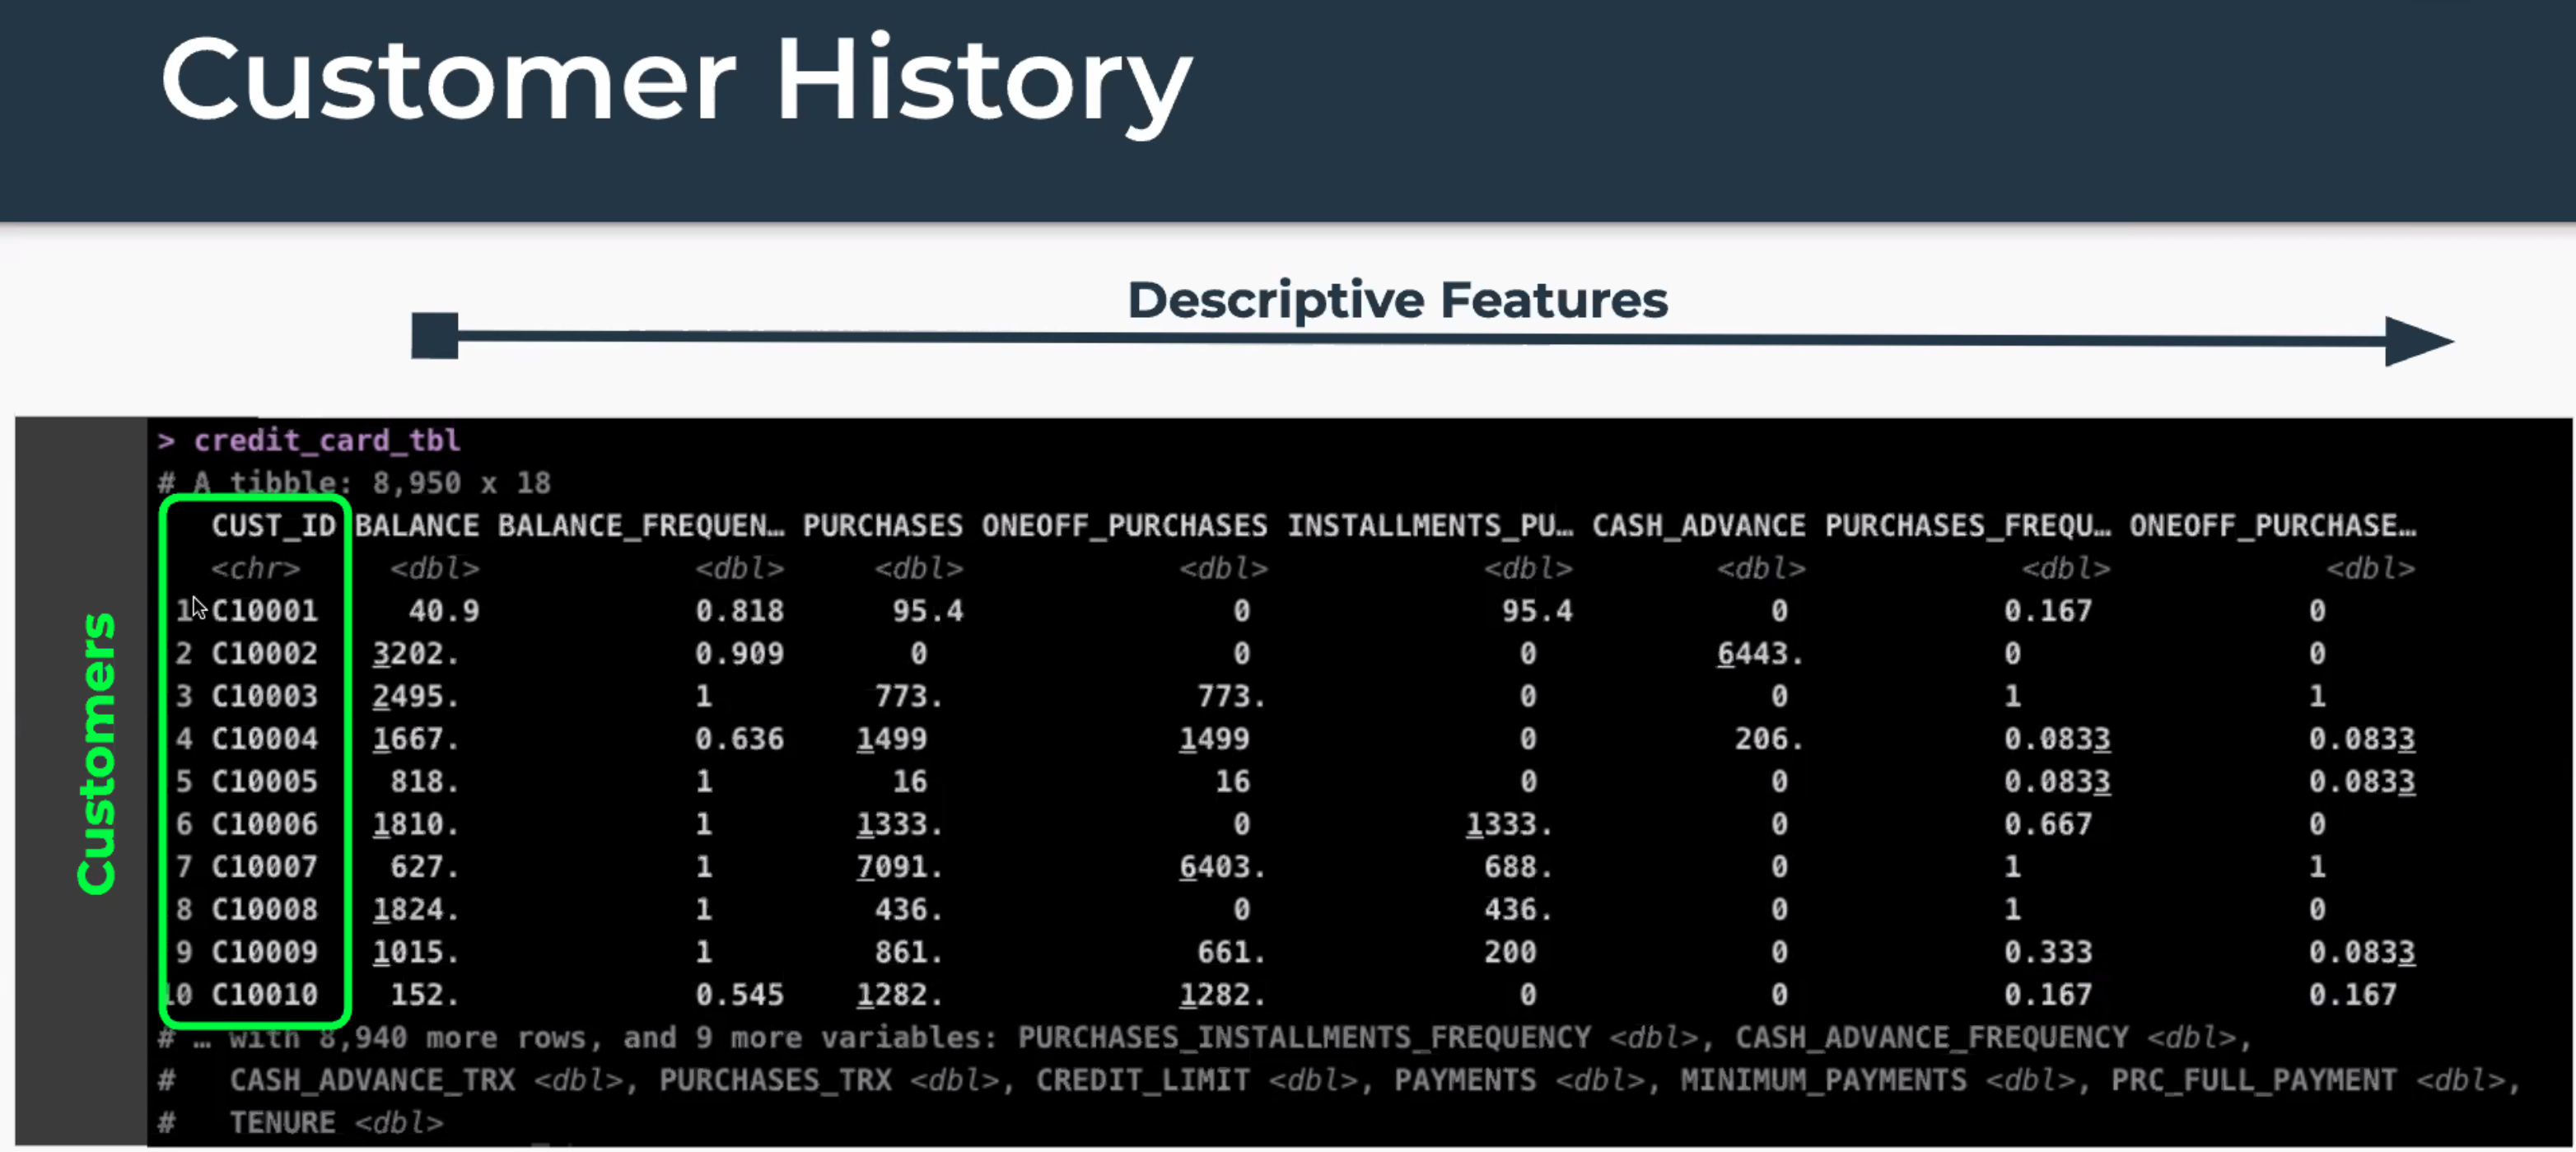 Customer History
Descriptive Features
Customers
> credit_card_tbl
# A tibble: 8,950 x 18
CUST_ID BALANCE BALANCE_FREQUEN… PURCHASES ONEOFF_PURCHASES INSTALLMENTS_PU… CASH_ADVANCE PURCHASES_FREQU… ONEOFF_PURCHASE…
<chr> <dbl> <dbl> <dbl> <dbl> <dbl> <dbl> <dbl> <dbl>
1 C10001 40.9 0.818 95.4 0 95.4 0 0.167 0
2 C10002 3202. 0.909 0 0 0 6443. 0 0
3 C10003 2495. 1 773. 773. 0 0 1 1
4 C10004 1667. 0.636 1499 1499 0 206. 0.0833 0.0833
5 C10005 818. 1 16 16 0 0 0.0833 0.0833
6 C10006 1810. 1 1333. 0 1333. 0 0.667 0
7 C10007 627. 1 7091. 6403. 688. 0 1 1
8 C10008 1824. 1 436. 0 436. 0 1 0
9 C10009 1015. 1 861. 661. 200 0 0.333 0.0833
10 C10010 152. 0.545 1282. 1282. 0 0 0.167 0.167
# … with 8,940 more rows, and 9 more variables: PURCHASES_INSTALLMENTS_FREQUENCY <dbl>, CASH_ADVANCE_FREQUENCY <dbl>,
# CASH_ADVANCE_TRX <dbl>, PURCHASES_TRX <dbl>, CREDIT_LIMIT <dbl>, PAYMENTS <dbl>, MINIMUM_PAYMENTS <dbl>, PRC_FULL_PAYMENT <dbl>,
# TENURE <dbl>